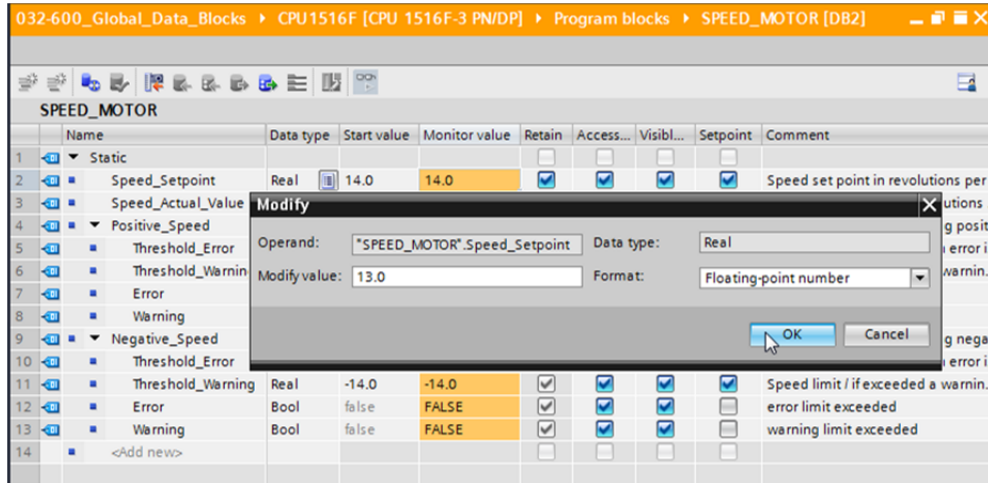 032-600_Global_Data_Blocks ▸ CPU1516F [CPU 1516F-3 PN/DP] ▸ Program blocks ▸ SPEED_MOTOR [DB2]
SPEED_MOTOR
Name Data type Start value Monitor value Retain Access... Visibl... Setpoint Comment
1 Static
2 Speed_Setpoint Real 14.0 14.0 Speed set point in revolutions per
3 Speed_Actual_Value utions
4 Positive_Speed g posit
5 Threshold_Error error i
6 Threshold_Warnin warnin.
7 Error
8 Warning
9 Negative_Speed g nega
10 Threshold_Error error i
Modify
Operand: "SPEED_MOTOR".Speed_Setpoint Data type: Real
Modify value: 13.0 Format: Floating-point number
OK Cancel
11 Threshold_Warning Real -14.0 -14.0 Speed limit / if exceeded a warnin.
12 Error Bool false FALSE error limit exceeded
13 Warning Bool false FALSE warning limit exceeded
14 <Add new>